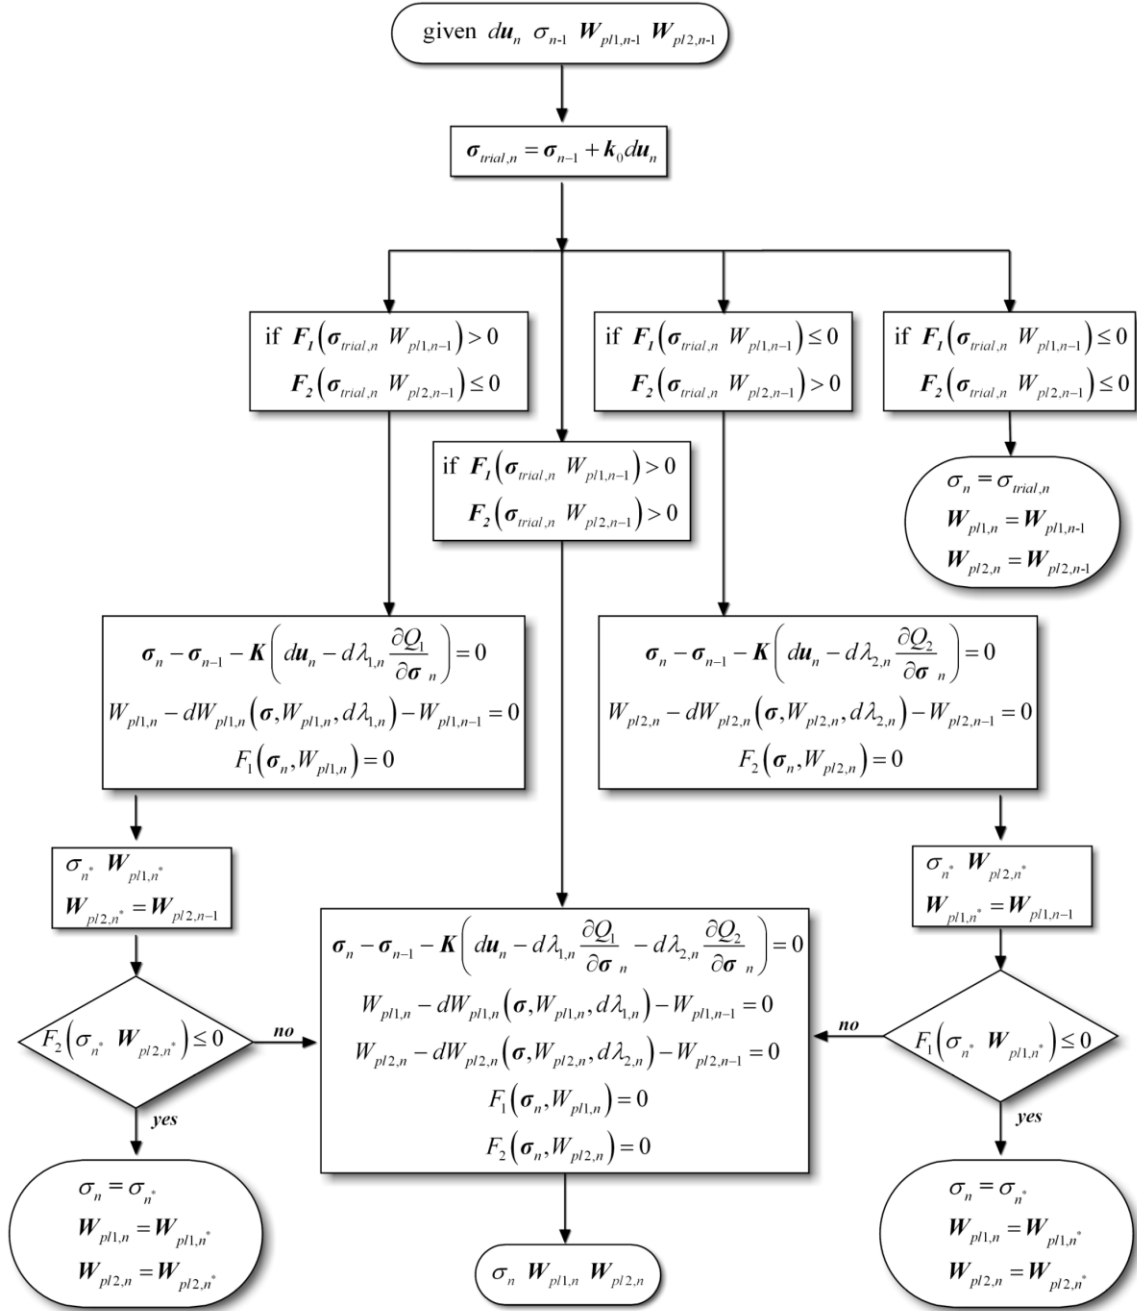 given du_n σ_{n-1} W_{pl1,n-1} W_{pl2,n-1}
σ_{trial,n} = σ_{n-1} + k_0 du_n
if F_1(σ_{trial,n} W_{pl1,n-1}) > 0
F_2(σ_{trial,n} W_{pl2,n-1}) ≤ 0
if F_1(σ_{trial,n} W_{pl1,n-1}) ≤ 0
F_2(σ_{trial,n} W_{pl2,n-1}) > 0
if F_1(σ_{trial,n} W_{pl1,n-1}) ≤ 0
F_2(σ_{trial,n} W_{pl2,n-1}) ≤ 0
if F_1(σ_{trial,n} W_{pl1,n-1}) > 0
F_2(σ_{trial,n} W_{pl2,n-1}) > 0
σ_n = σ_{trial,n}
W_{pl1,n} = W_{pl1,n-1}
W_{pl2,n} = W_{pl2,n-1}
σ_n − σ_{n-1} − K(du_n − dλ_{1,n} ∂Q_1/∂σ_n) = 0
W_{pl1,n} − dW_{pl1,n}(σ, W_{pl1,n}, dλ_{1,n}) − W_{pl1,n-1} = 0
F_1(σ_n, W_{pl1,n}) = 0
σ_n − σ_{n-1} − K(du_n − dλ_{2,n} ∂Q_2/∂σ_n) = 0
W_{pl2,n} − dW_{pl2,n}(σ, W_{pl2,n}, dλ_{2,n}) − W_{pl2,n-1} = 0
F_2(σ_n, W_{pl2,n}) = 0
σ_{n*} W_{pl1,n*}
W_{pl2,n*} = W_{pl2,n-1}
σ_{n*} W_{pl2,n*}
W_{pl1,n*} = W_{pl1,n-1}
σ_n − σ_{n-1} − K(du_n − dλ_{1,n} ∂Q_1/∂σ_n − dλ_{2,n} ∂Q_2/∂σ_n) = 0
W_{pl1,n} − dW_{pl1,n}(σ, W_{pl1,n}, dλ_{1,n}) − W_{pl1,n-1} = 0
W_{pl2,n} − dW_{pl2,n}(σ, W_{pl2,n}, dλ_{2,n}) − W_{pl2,n-1} = 0
F_1(σ_n, W_{pl1,n}) = 0
F_2(σ_n, W_{pl2,n}) = 0
F_2(σ_{n*} W_{pl2,n*}) ≤ 0
no
yes
F_1(σ_{n*} W_{pl1,n*}) ≤ 0
no
yes
σ_n = σ_{n*}
W_{pl1,n} = W_{pl1,n*}
W_{pl2,n} = W_{pl2,n*}
σ_n W_{pl1,n} W_{pl2,n}
σ_n = σ_{n*}
W_{pl1,n} = W_{pl1,n*}
W_{pl2,n} = W_{pl2,n*}